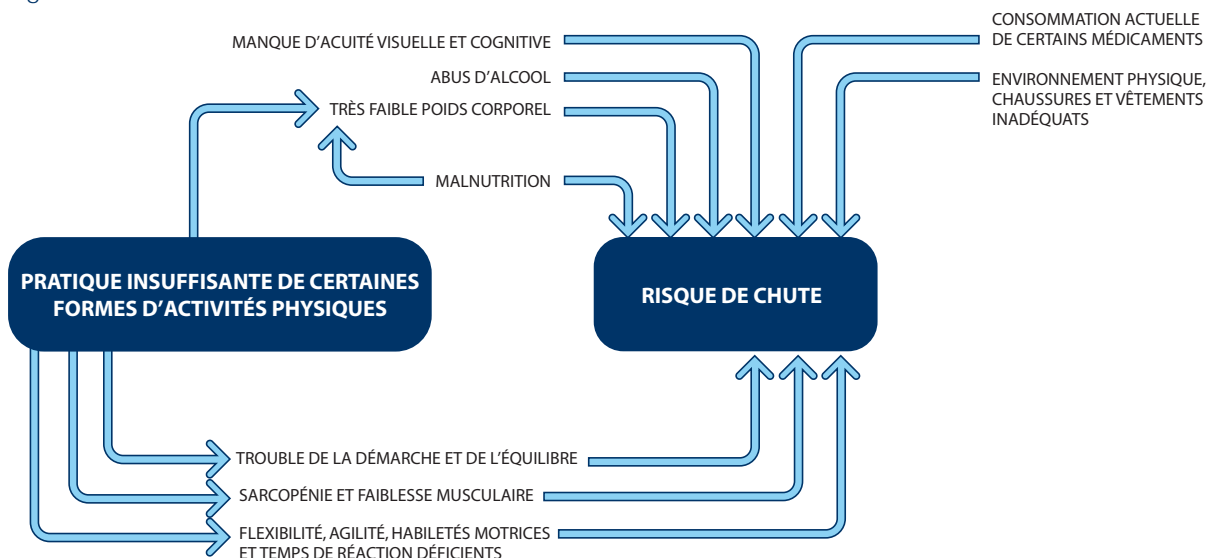 MANQUE D'ACUITÉ VISUELLE ET COGNITIVE
CONSOMMATION ACTUELLE
DE CERTAINS MÉDICAMENTS
ABUS D'ALCOOL
ENVIRONNEMENT PHYSIQUE,
CHAUSSURES ET VÊTEMENTS
INADÉQUATS
TRÈS FAIBLE POIDS CORPOREL
MALNUTRITION
PRATIQUE INSUFFISANTE DE CERTAINES
FORMES D'ACTIVITÉS PHYSIQUES
RISQUE DE CHUTE
TROUBLE DE LA DÉMARCHE ET DE L'ÉQUILIBRE
SARCOPÉNIE ET FAIBLESSE MUSCULAIRE
FLEXIBILITÉ, AGILITÉ, HABILETÉS MOTRICES
ET TEMPS DE RÉACTION DÉFICIENTS